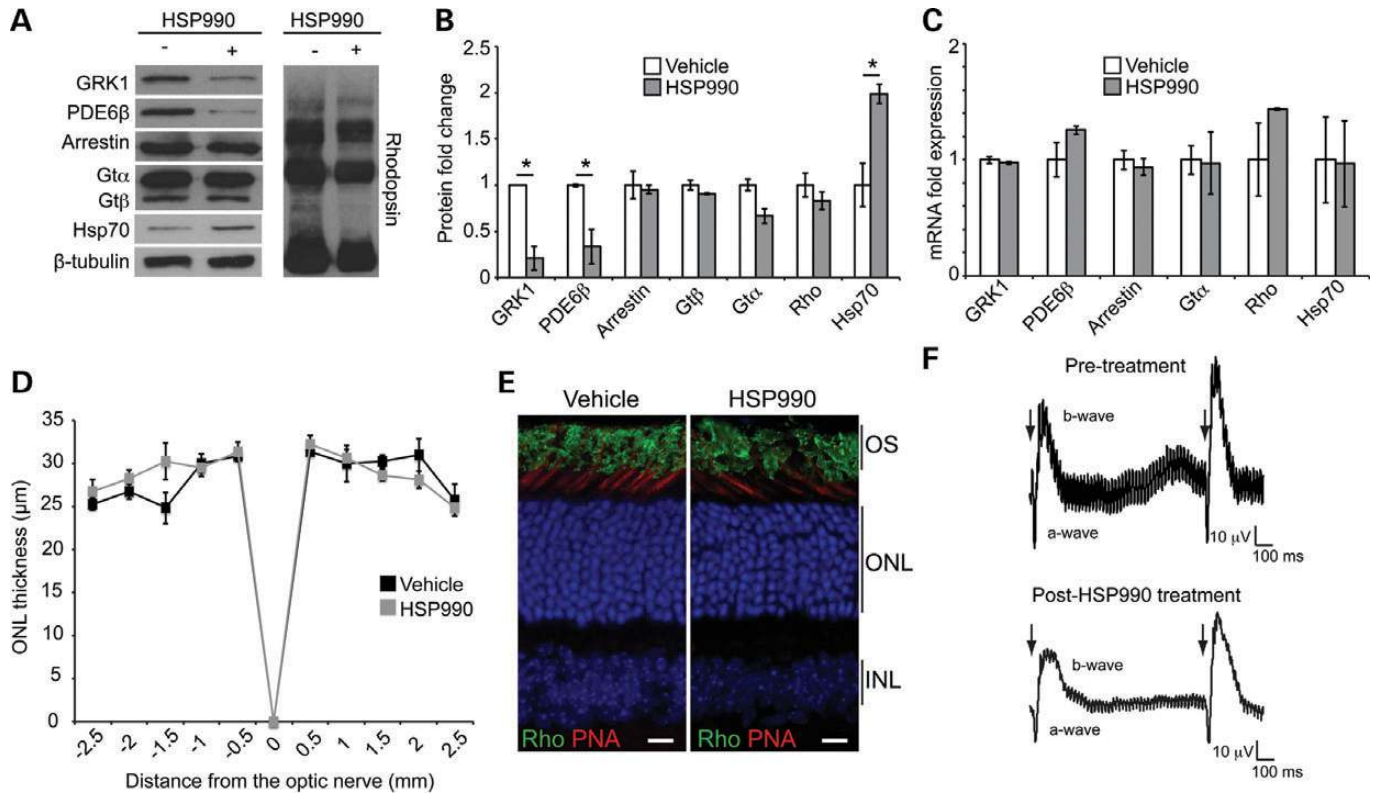 A
HSP990
HSP990
-
+
-
+
GRK1
PDE6β
Arrestin
Gtα
Gtβ
Hsp70
β-tubulin
Rhodopsin
B
Protein fold change
2.5
2
1.5
1
0.5
0
Vehicle
HSP990
*
*
*
GRK1
PDE6β
Arrestin
Gtβ
Gtα
Rho
Hsp70
C
mRNA fold expression
2
1
0
Vehicle
HSP990
GRK1
PDE6β
Arrestin
Gtα
Rho
Hsp70
D
ONL thickness (µm)
35
30
25
20
15
10
5
0
Vehicle
HSP990
-2.5
-2
-1.5
-1
-0.5
0
0.5
1
1.5
2
2.5
Distance from the optic nerve (mm)
E
Vehicle
HSP990
OS
ONL
INL
Rho PNA
Rho PNA
F
Pre-treatment
b-wave
a-wave
10 µV
100 ms
Post-HSP990 treatment
b-wave
a-wave
10 µV
100 ms